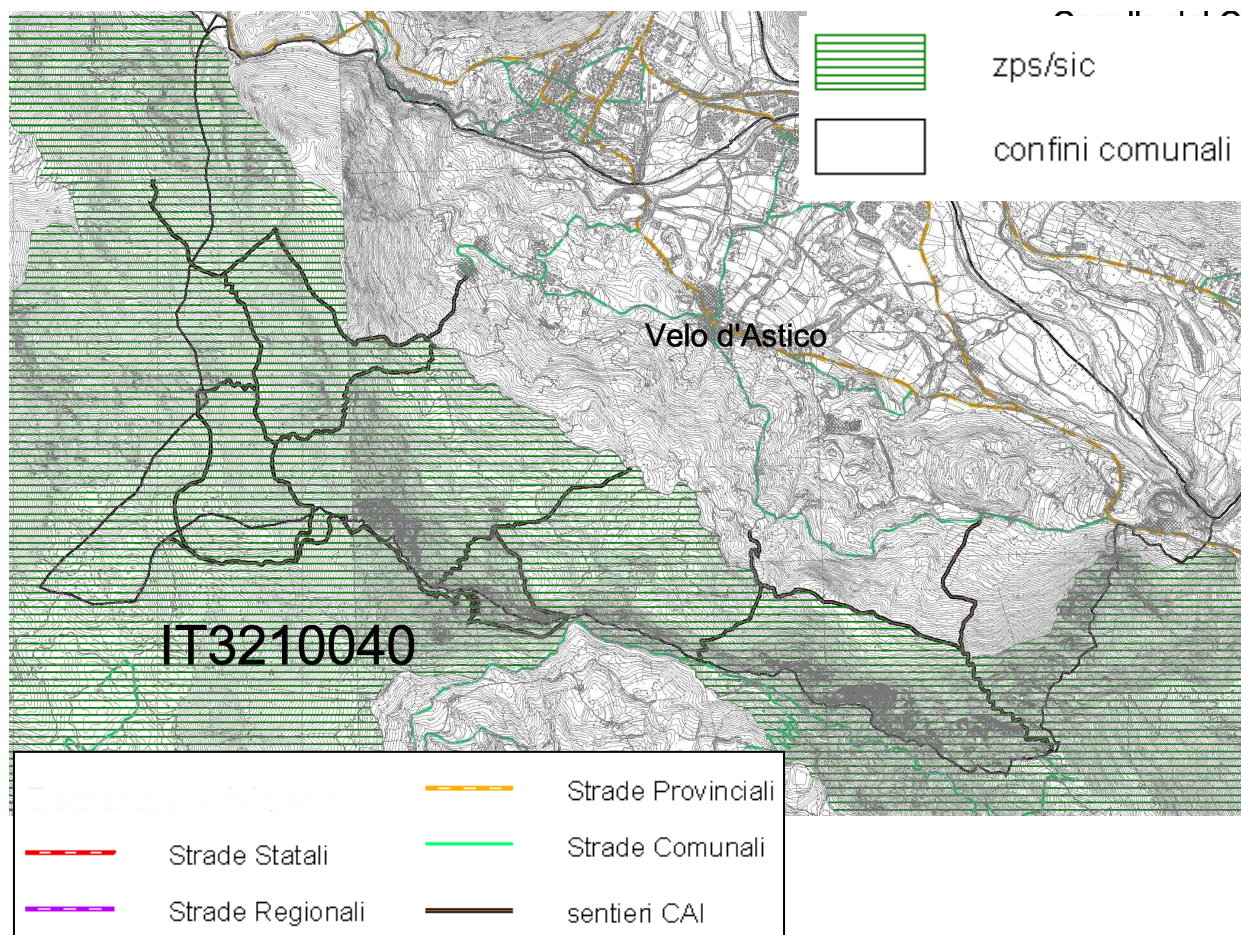 zps/sic
confini comunali
Velo d'Astico
IT3210040
Strade Provinciali
Strade Statali
Strade Comunali
Strade Regionali
sentieri CAI